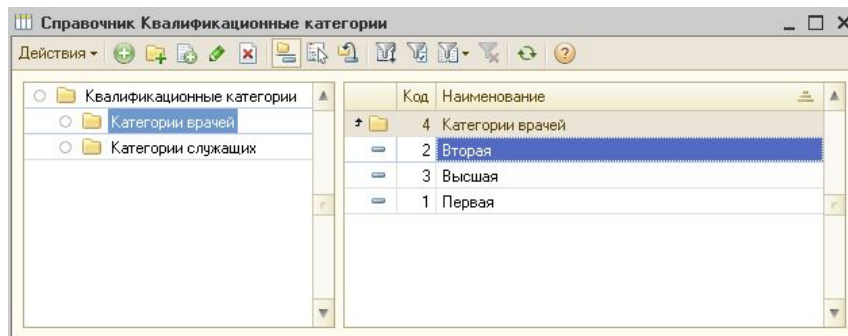 Справочник Квалификационные категории
Действия
Квалификационные категории
Категории врачей
Категории служащих
Код Наименование
4 Категории врачей
2 Вторая
3 Высшая
1 Первая